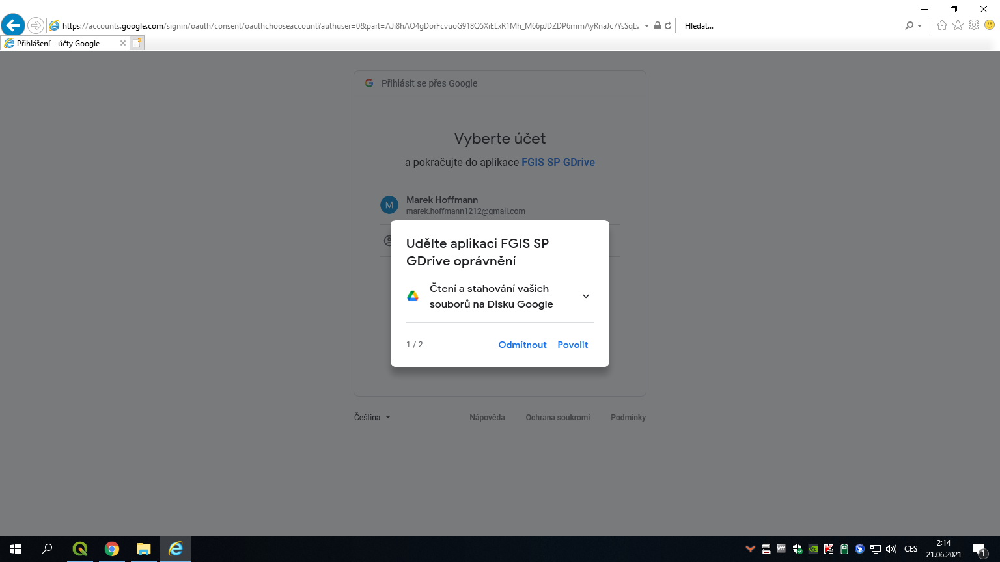 https://accounts.google.com/signin/oauth/consent/oauthchooseaccount?authuser=0&part=AJi8hAO4gDorFcvuoG918Q5XiELxR1Mh_M66pJDZDP6mmAyRnaJc7YsSqLv
Hledat...
Přihlášení – účty Google
Přihlásit se přes Google
Vyberte účet
a pokračujte do aplikace FGIS SP GDrive
M
Marek Hoffmann
marek.hoffmann1212@gmail.com
Udělte aplikaci FGIS SP
GDrive oprávnění
Čtení a stahování vašich
souborů na Disku Google
1 / 2
Odmítnout
Povolit
Čeština
Nápověda
Ochrana soukromí
Podmínky
CES
2:14
21.06.2021
1